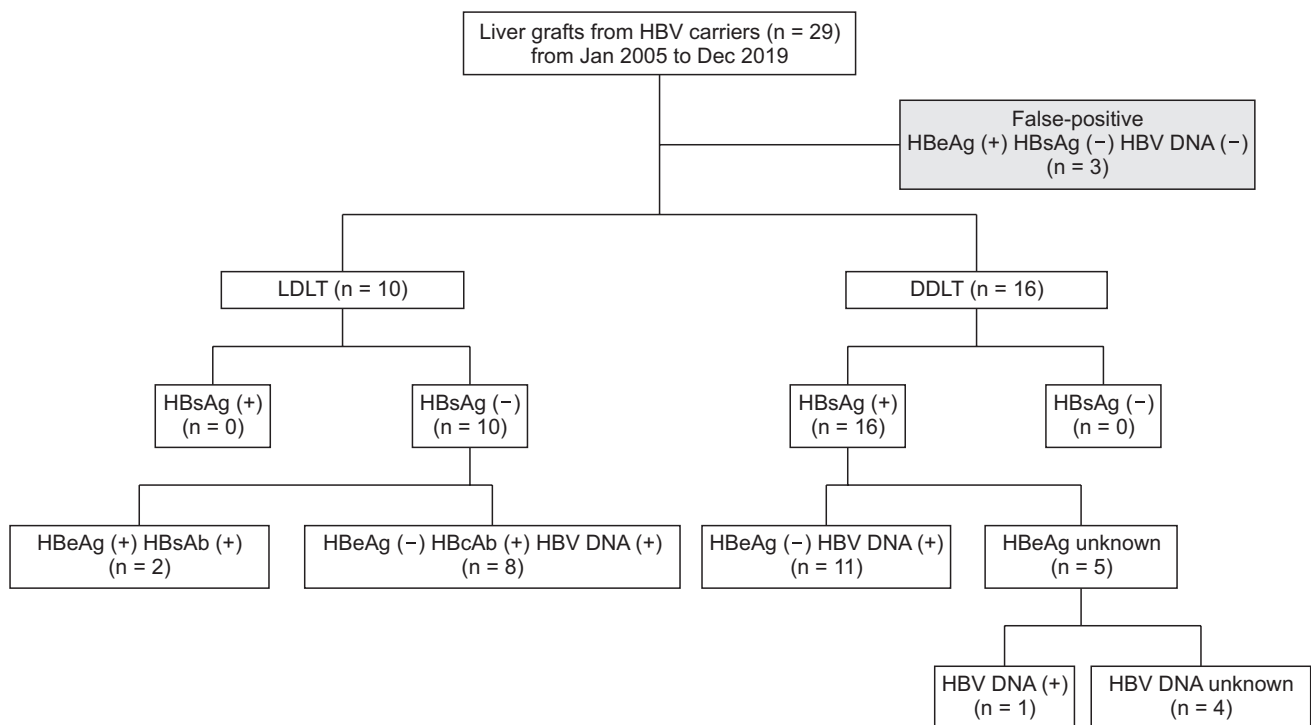 Liver grafts from HBV carriers (n = 29)
from Jan 2005 to Dec 2019
False-positive
HBeAg (+) HBsAg (−) HBV DNA (−)
(n = 3)
LDLT (n = 10)
DDLT (n = 16)
HBsAg (+)
(n = 0)
HBsAg (−)
(n = 10)
HBsAg (+)
(n = 16)
HBsAg (−)
(n = 0)
HBeAg (+) HBsAb (+)
(n = 2)
HBeAg (−) HBcAb (+) HBV DNA (+)
(n = 8)
HBeAg (−) HBV DNA (+)
(n = 11)
HBeAg unknown
(n = 5)
HBV DNA (+)
(n = 1)
HBV DNA unknown
(n = 4)